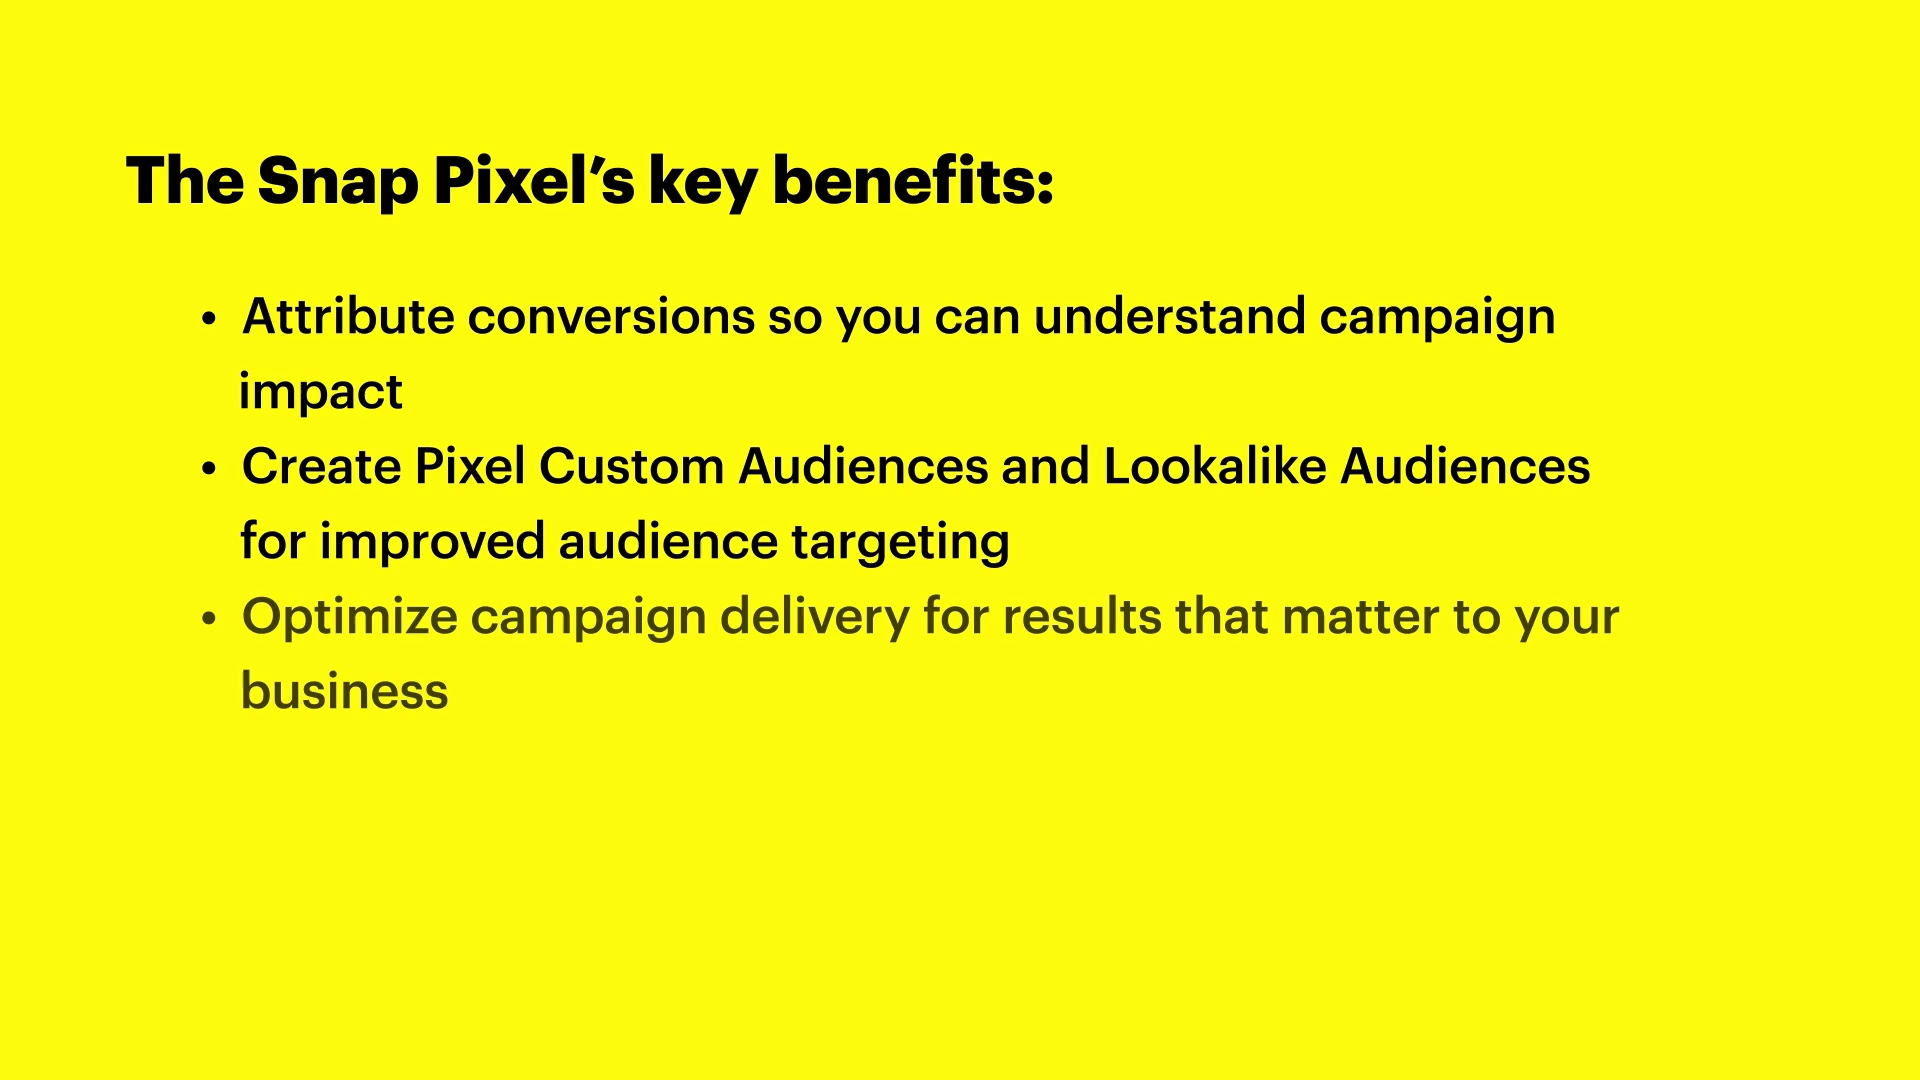 The Snap Pixel’s key benefits:
• Attribute conversions so you can understand campaign
impact
• Create Pixel Custom Audiences and Lookalike Audiences
for improved audience targeting
• Optimize campaign delivery for results that matter to your
business